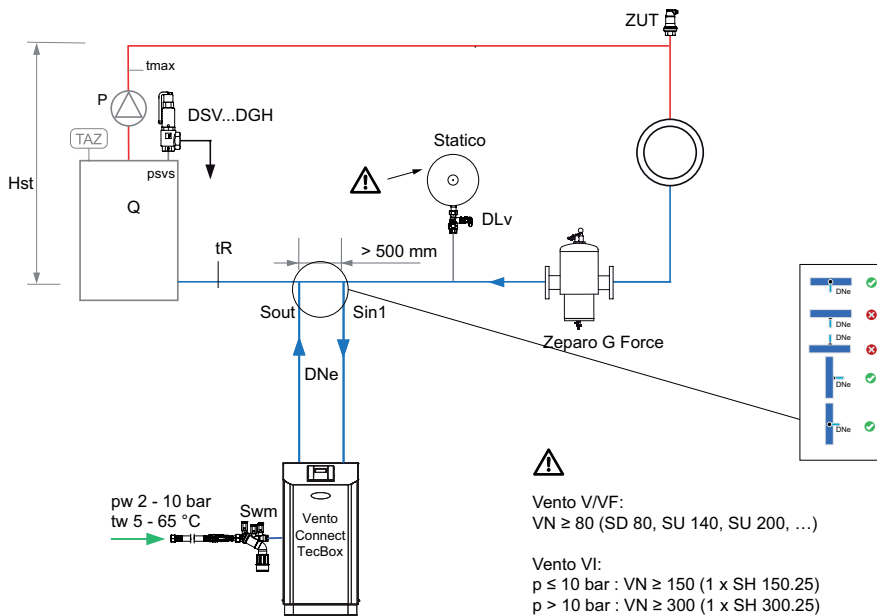 ZUT
tmax
P
DSV...DGH
TAZ
Statico
psvs
Hst
Q
DLv
tR
> 500 mm
Sout
Sin1
Zeparo G Force
DNe
DNe
DNe
DNe
DNe
DNe
pw 2 - 10 bar
tw 5 - 65 °C
Swm
Vento
Connect
TecBox
Vento V/VF:
VN ≥ 80 (SD 80, SU 140, SU 200, …)
Vento VI:
p ≤ 10 bar : VN ≥ 150 (1 x SH 150.25)
p > 10 bar : VN ≥ 300 (1 x SH 300.25)